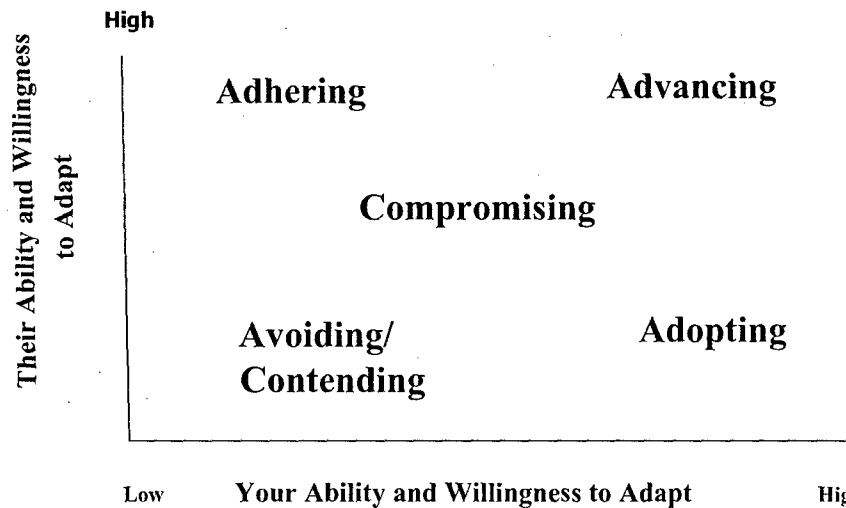 High
Their Ability and Willingness
to Adapt
Adhering
Advancing
Compromising
Avoiding/
Contending
Adopting
Low
Your Ability and Willingness to Adapt
Hig